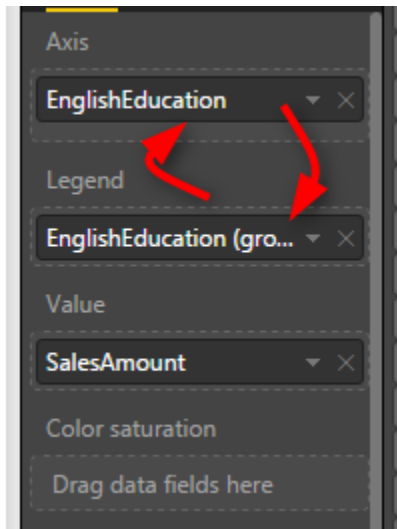 Axis
EnglishEducation
Legend
EnglishEducation (gro...
Value
SalesAmount
Color saturation
Drag data fields here